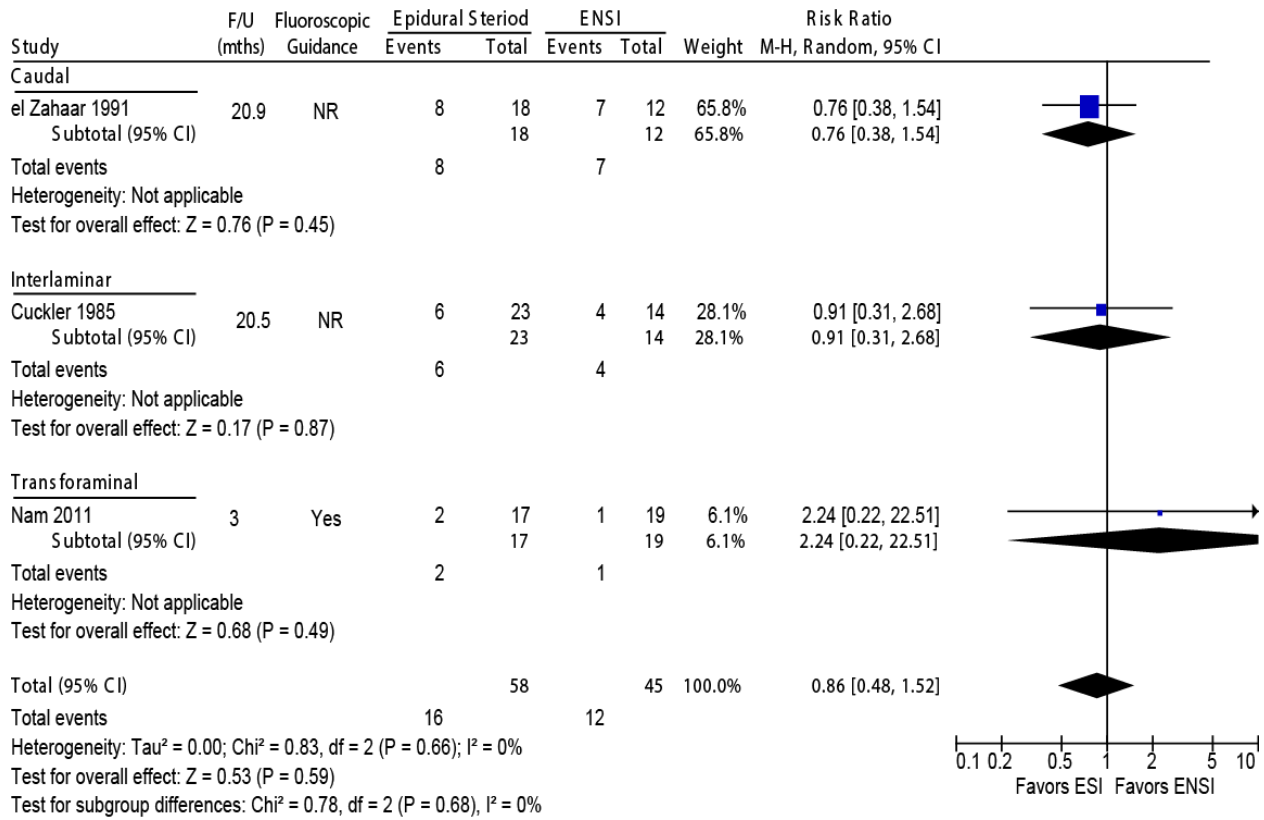 F/U Fluoroscopic Epidural Steriod ENSI Risk Ratio
Study (mths) Guidance Events Total Events Total Weight M-H, Random, 95% CI
Caudal
el Zahaar 1991 20.9 NR 8 18 7 12 65.8% 0.76 [0.38, 1.54]
Subtotal (95% CI) 18 12 65.8% 0.76 [0.38, 1.54]
Total events 8 7
Heterogeneity: Not applicable
Test for overall effect: Z = 0.76 (P = 0.45)
Interlaminar
Cuckler 1985 20.5 NR 6 23 4 14 28.1% 0.91 [0.31, 2.68]
Subtotal (95% CI) 23 14 28.1% 0.91 [0.31, 2.68]
Total events 6 4
Heterogeneity: Not applicable
Test for overall effect: Z = 0.17 (P = 0.87)
Transforaminal
Nam 2011 3 Yes 2 17 1 19 6.1% 2.24 [0.22, 22.51]
Subtotal (95% CI) 17 19 6.1% 2.24 [0.22, 22.51]
Total events 2 1
Heterogeneity: Not applicable
Test for overall effect: Z = 0.68 (P = 0.49)
Total (95% CI) 58 45 100.0% 0.86 [0.48, 1.52]
Total events 16 12
Heterogeneity: Tau² = 0.00; Chi² = 0.83, df = 2 (P = 0.66); I² = 0%
Test for overall effect: Z = 0.53 (P = 0.59)
Test for subgroup differences: Chi² = 0.78, df = 2 (P = 0.68), I² = 0%
0.1 0.2 0.5 1 2 5 10
Favors ESI Favors ENSI